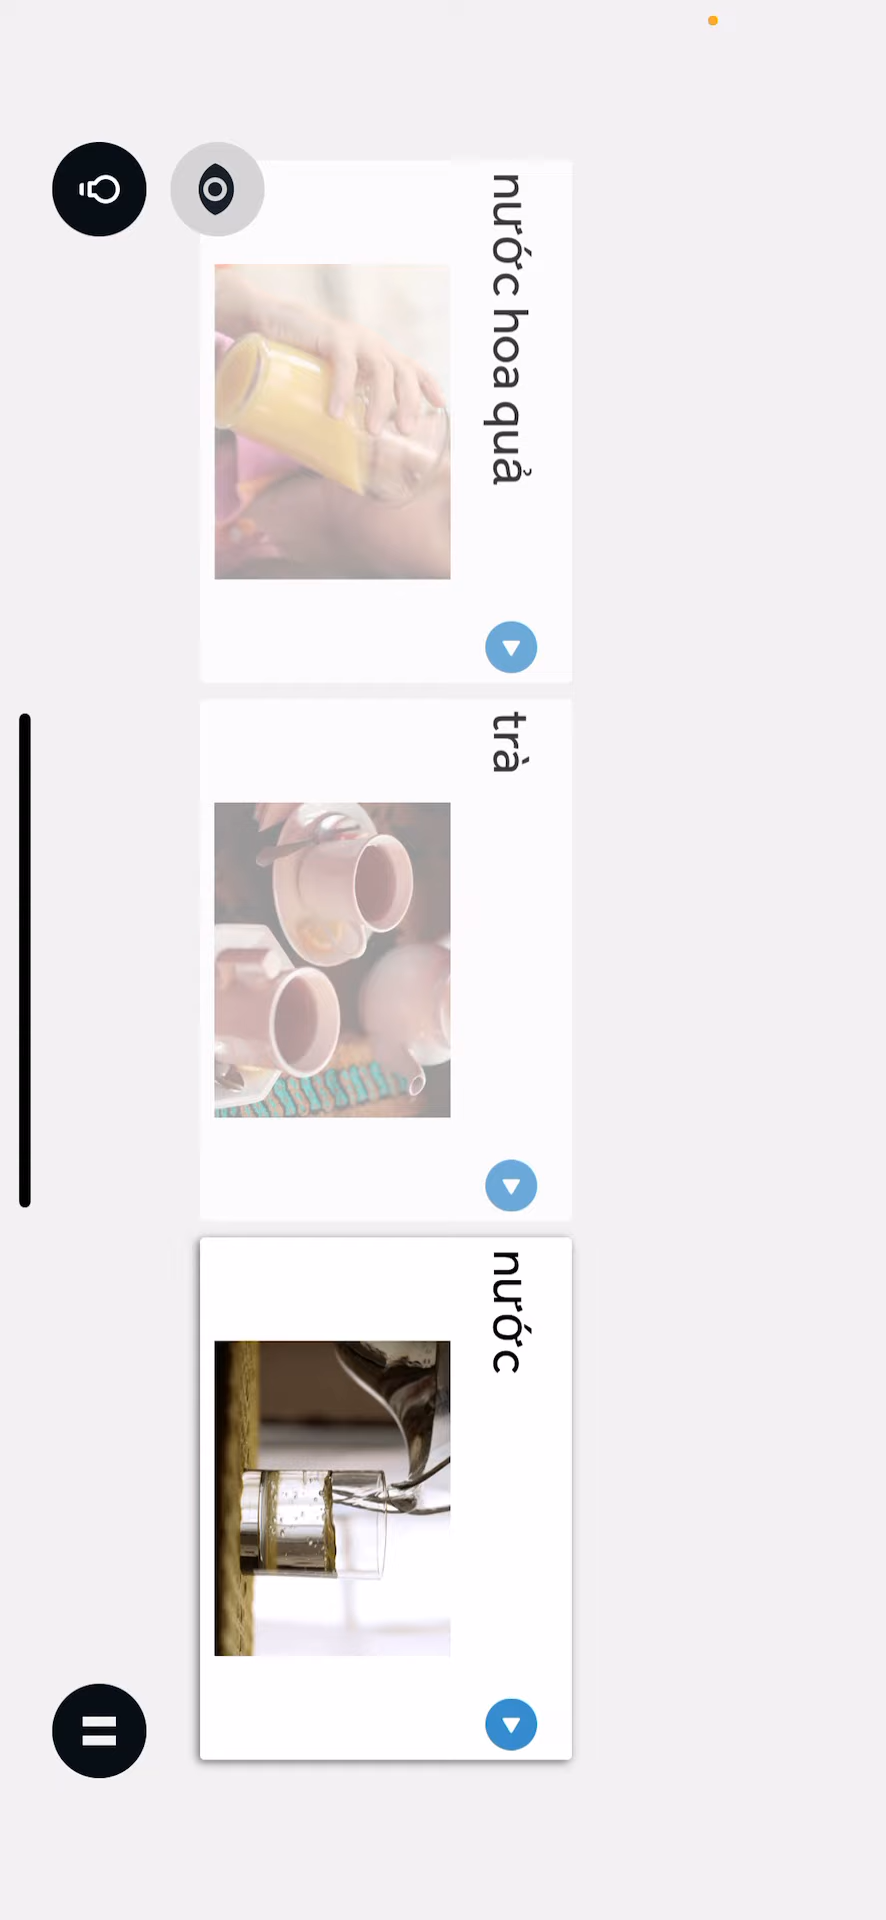 nước hoa quả
trà
nước